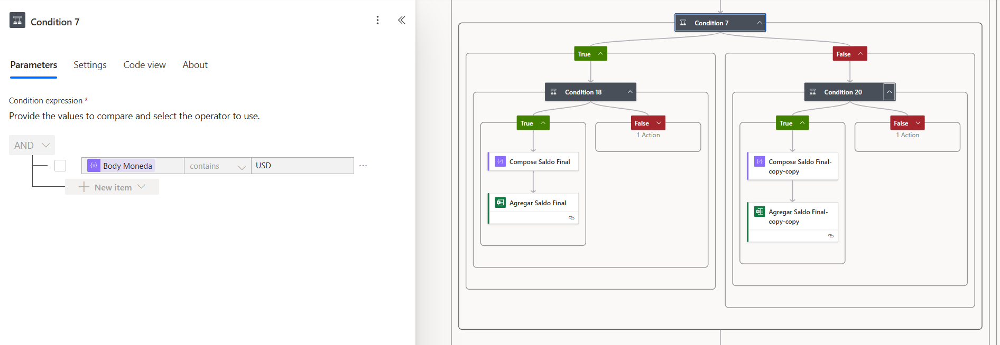 Condition 7
Parameters
Settings
Code view
About
Condition expression *
Provide the values to compare and select the operator to use.
AND
Body Moneda
contains
USD
...
New item
Condition 7
True
False
Condition 18
Condition 20
True
False
1 Action
True
False
1 Action
Compose Saldo Final
Agregar Saldo Final
Compose Saldo Final-
copy-copy
Agregar Saldo Final-
copy-copy